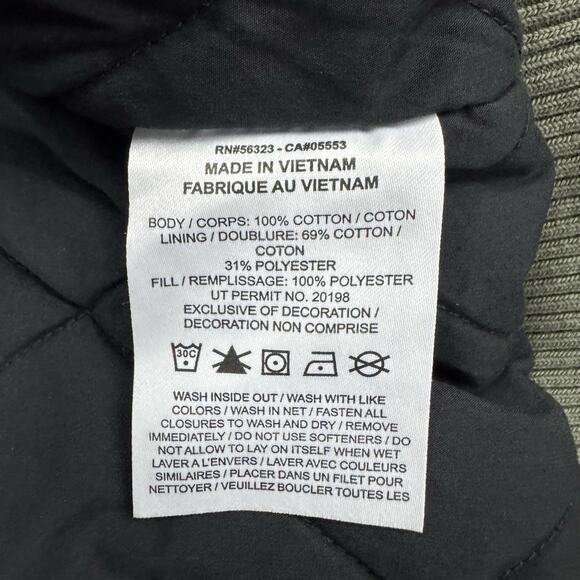 RN#56323 - CA#05553
MADE IN VIETNAM
FABRIQUE AU VIETNAM
BODY / CORPS: 100% COTTON / COTON
LINING / DOUBLURE: 69% COTTON /
COTON
31% POLYESTER
FILL / REMPLISSAGE: 100% POLYESTER
UT PERMIT NO. 20198
EXCLUSIVE OF DECORATION /
DECORATION NON COMPRISE
30C
WASH INSIDE OUT / WASH WITH LIKE
COLORS / WASH IN NET / FASTEN ALL
CLOSURES TO WASH AND DRY / REMOVE
IMMEDIATELY / DO NOT USE SOFTENERS / DO
NOT ALLOW TO LAY ON ITSELF WHEN WET
LAVER A L'ENVERS / LAVER AVEC COULEURS
SIMILAIRES / PLACER DANS UN FILET POUR
NETTOYER / VEUILLEZ BOUCLER TOUTES LES